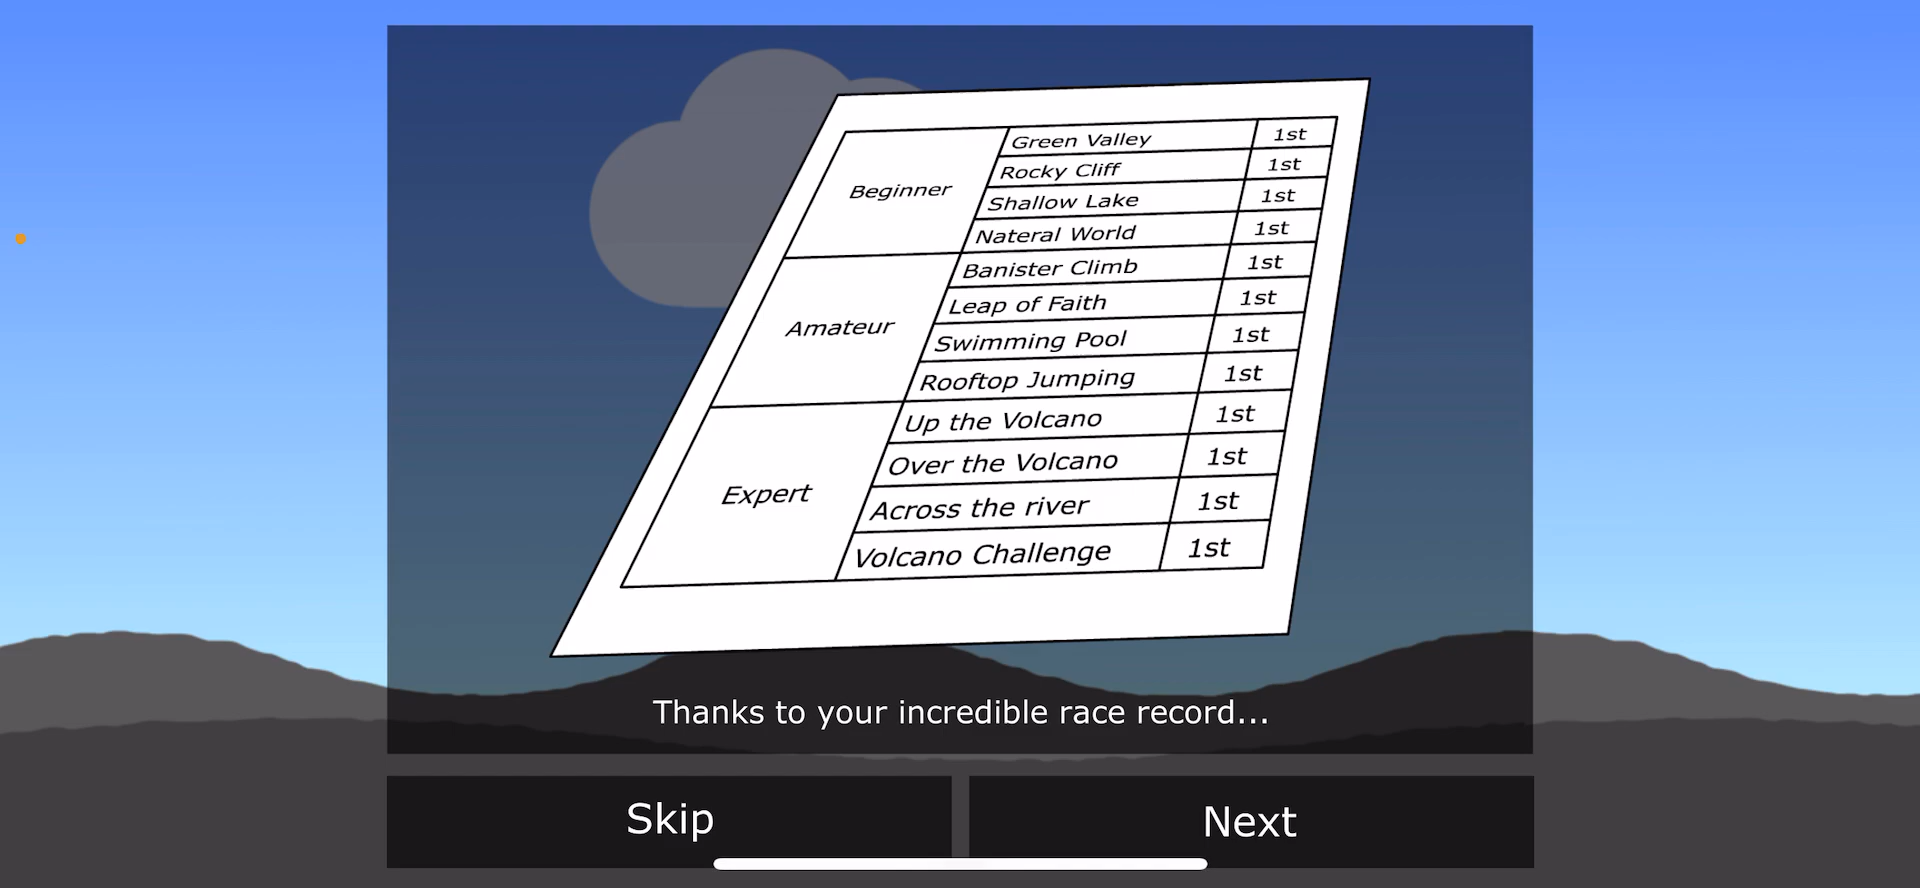 Beginner
Green Valley 1st
Rocky Cliff 1st
Shallow Lake 1st
Nateral World 1st
Amateur
Banister Climb 1st
Leap of Faith 1st
Swimming Pool 1st
Rooftop Jumping 1st
Expert
Up the Volcano 1st
Over the Volcano 1st
Across the river 1st
Volcano Challenge 1st
Thanks to your incredible race record...
Skip
Next